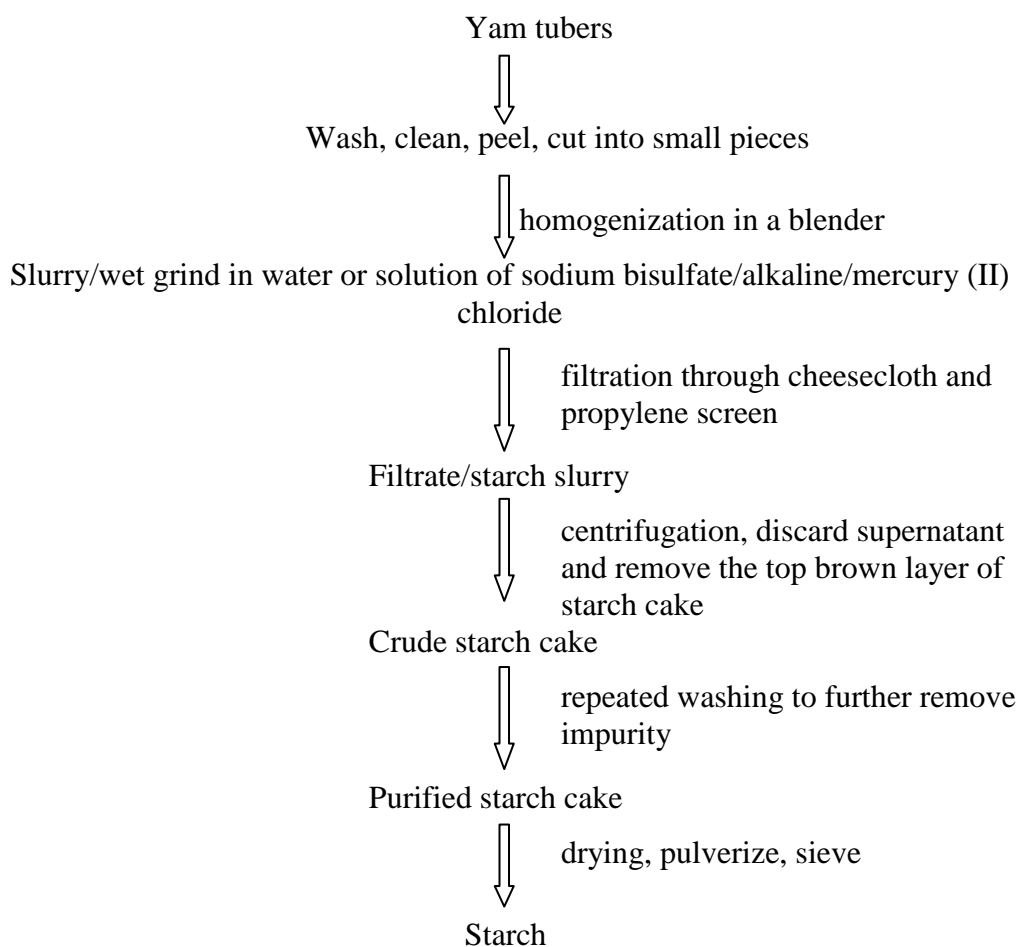 Yam tubers
Wash, clean, peel, cut into small pieces
homogenization in a blender
Slurry/wet grind in water or solution of sodium bisulfate/alkaline/mercury (II)
chloride
filtration through cheesecloth and
propylene screen
Filtrate/starch slurry
centrifugation, discard supernatant
and remove the top brown layer of
starch cake
Crude starch cake
repeated washing to further remove
impurity
Purified starch cake
drying, pulverize, sieve
Starch